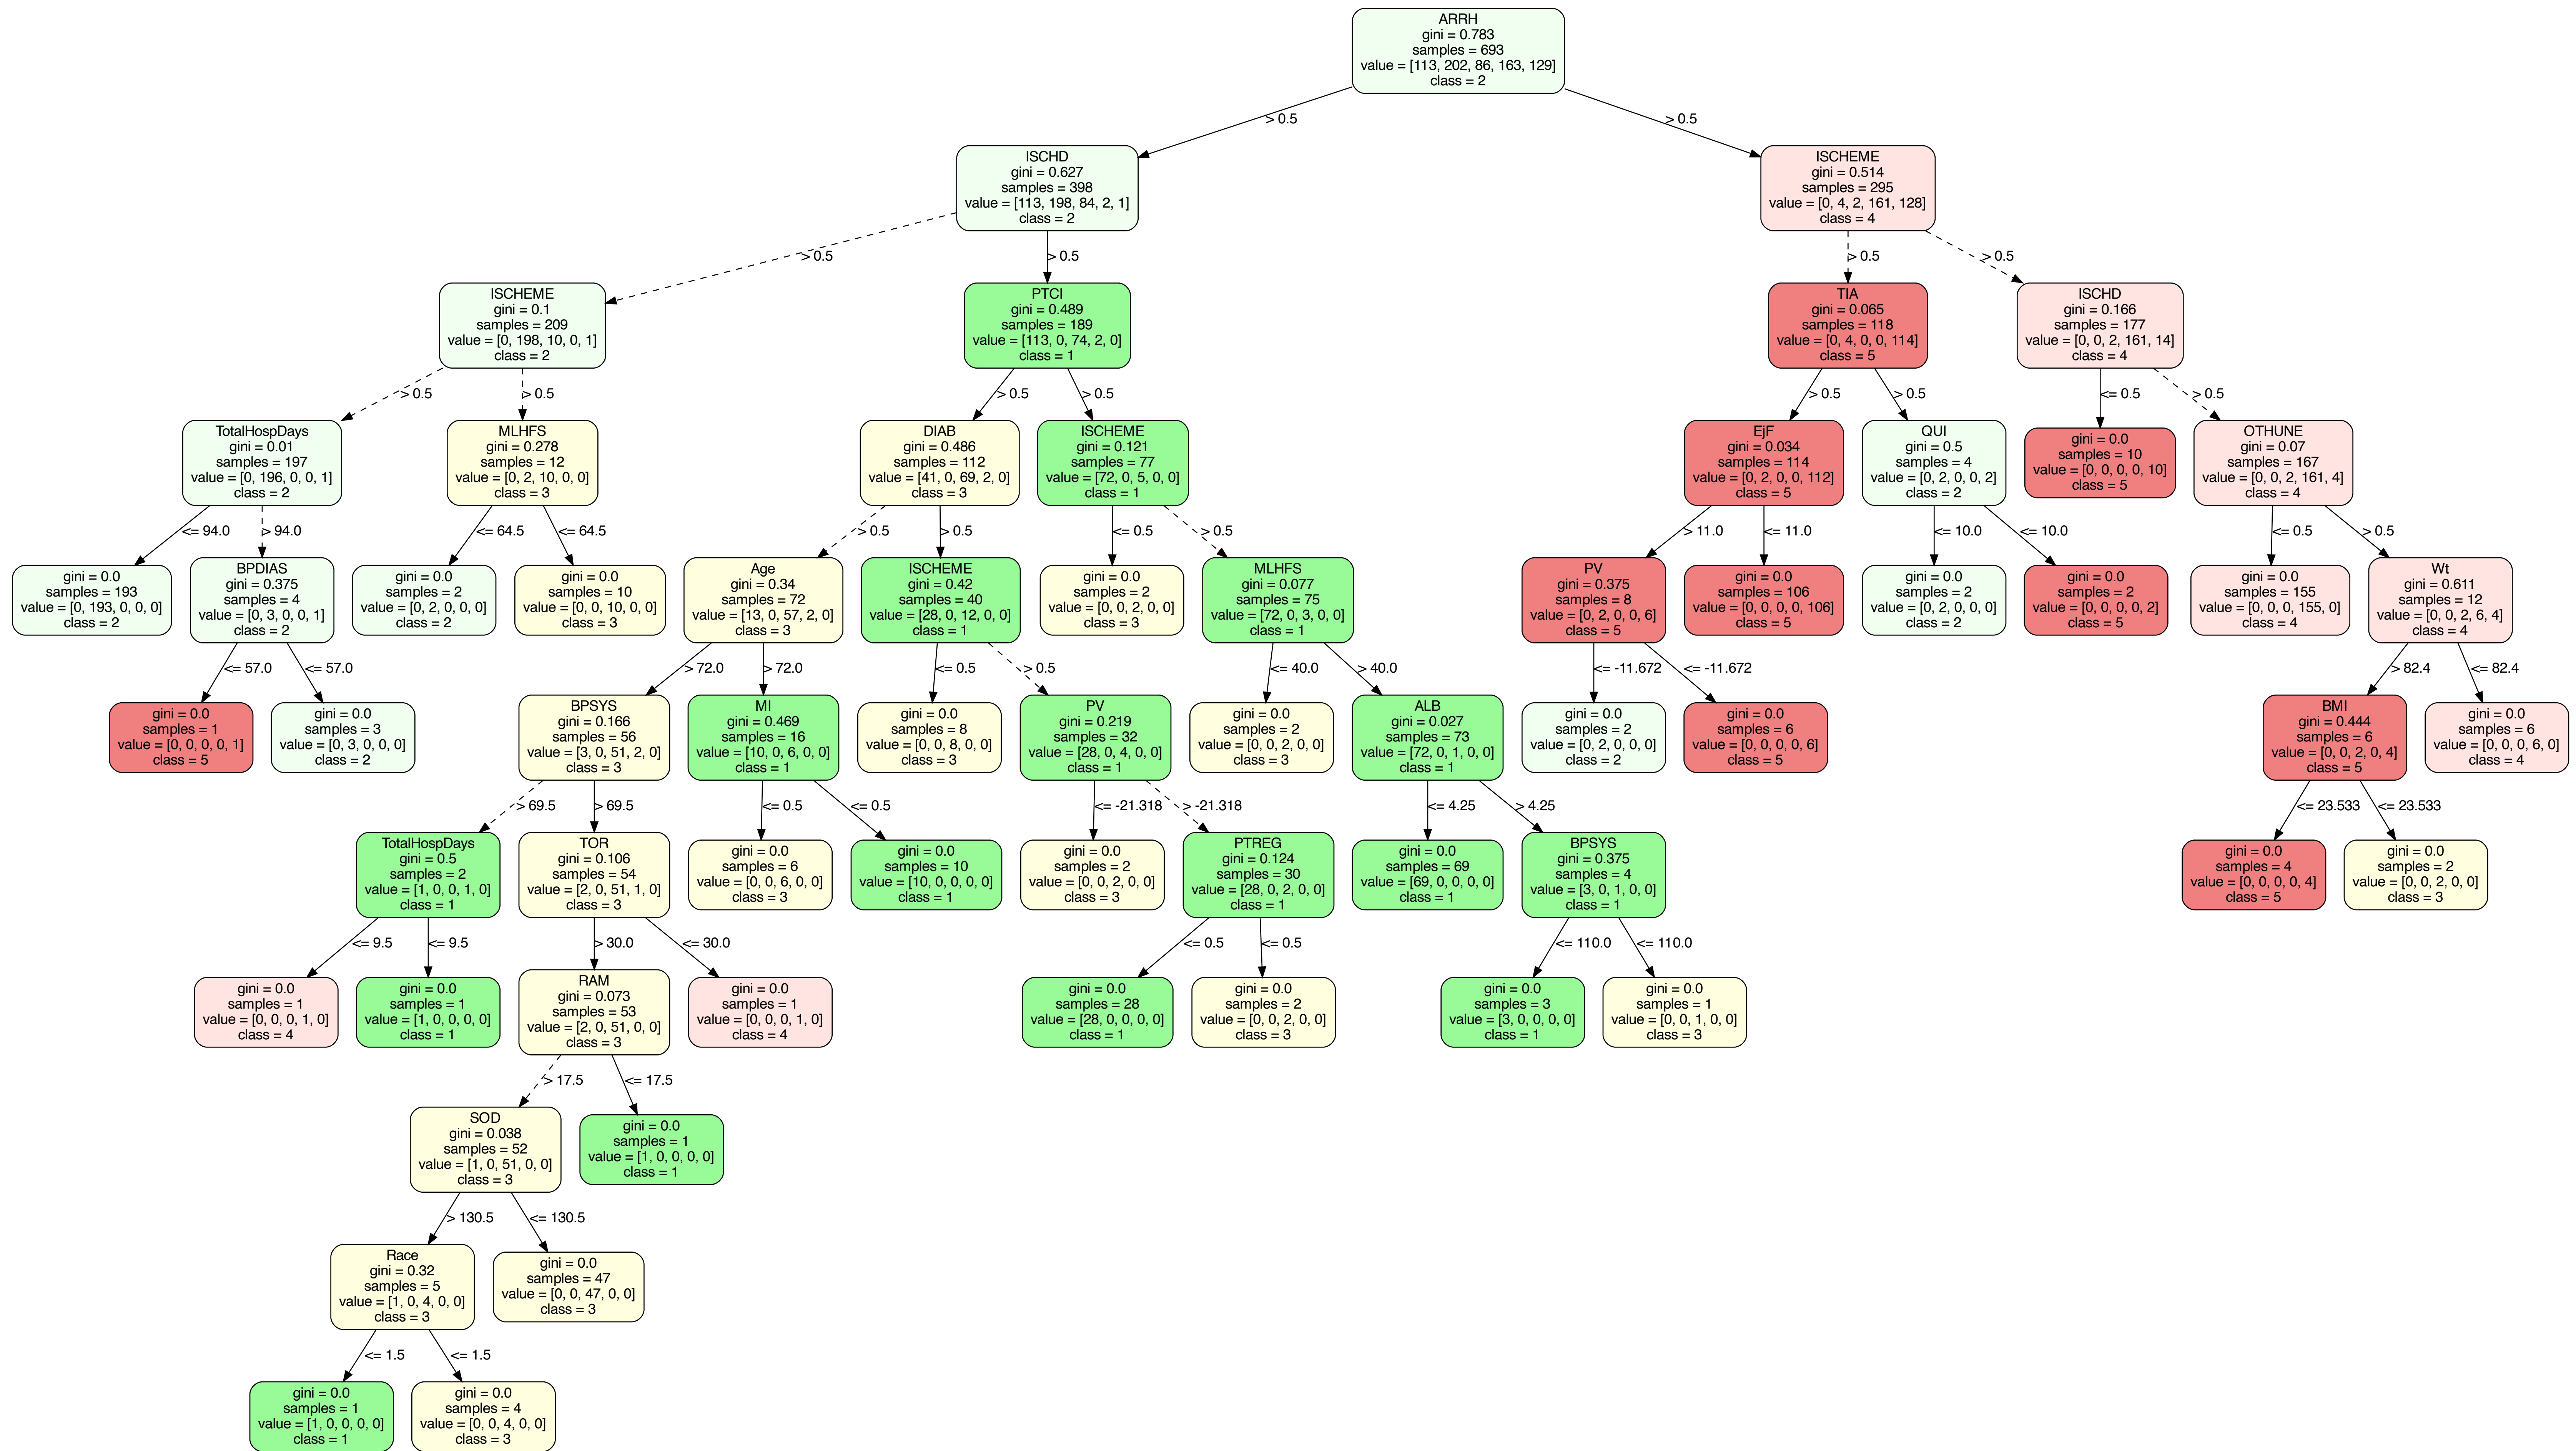 ARRH
gini = 0.783
samples = 693
value = [113, 202, 86, 163, 129]
class = 2
> 0.5
> 0.5
ISCHD
gini = 0.627
samples = 398
value = [113, 198, 84, 2, 1]
class = 2
ISCHEME
gini = 0.514
samples = 295
value = [0, 4, 2, 161, 128]
class = 4
> 0.5
> 0.5
> 0.5
> 0.5
ISCHEME
gini = 0.1
samples = 209
value = [0, 198, 10, 0, 1]
class = 2
PTCI
gini = 0.489
samples = 189
value = [113, 0, 74, 2, 0]
class = 1
TIA
gini = 0.065
samples = 118
value = [0, 4, 0, 0, 114]
class = 5
ISCHD
gini = 0.166
samples = 177
value = [0, 0, 2, 161, 14]
class = 4
> 0.5
> 0.5
> 0.5
> 0.5
> 0.5
> 0.5
<= 0.5
> 0.5
TotalHospDays
gini = 0.01
samples = 197
value = [0, 196, 0, 0, 1]
class = 2
MLHFS
gini = 0.278
samples = 12
value = [0, 2, 10, 0, 0]
class = 3
DIAB
gini = 0.486
samples = 112
value = [41, 0, 69, 2, 0]
class = 3
ISCHEME
gini = 0.121
samples = 77
value = [72, 0, 5, 0, 0]
class = 1
EjF
gini = 0.034
samples = 114
value = [0, 2, 0, 0, 112]
class = 5
QUI
gini = 0.5
samples = 4
value = [0, 2, 0, 0, 2]
class = 2
gini = 0.0
samples = 10
value = [0, 0, 0, 0, 10]
class = 5
OTHUNE
gini = 0.07
samples = 167
value = [0, 0, 2, 161, 4]
class = 4
<= 94.0
> 94.0
<= 64.5
<= 64.5
> 0.5
> 0.5
<= 0.5
> 0.5
> 11.0
<= 11.0
<= 10.0
<= 10.0
<= 0.5
> 0.5
gini = 0.0
samples = 193
value = [0, 193, 0, 0, 0]
class = 2
BPDIAS
gini = 0.375
samples = 4
value = [0, 3, 0, 0, 1]
class = 2
gini = 0.0
samples = 2
value = [0, 2, 0, 0, 0]
class = 2
gini = 0.0
samples = 10
value = [0, 0, 10, 0, 0]
class = 3
Age
gini = 0.34
samples = 72
value = [13, 0, 57, 2, 0]
class = 3
ISCHEME
gini = 0.42
samples = 40
value = [28, 0, 12, 0, 0]
class = 1
gini = 0.0
samples = 2
value = [0, 0, 2, 0, 0]
class = 3
MLHFS
gini = 0.077
samples = 75
value = [72, 0, 3, 0, 0]
class = 1
PV
gini = 0.375
samples = 8
value = [0, 2, 0, 0, 6]
class = 5
gini = 0.0
samples = 106
value = [0, 0, 0, 0, 106]
class = 5
gini = 0.0
samples = 2
value = [0, 2, 0, 0, 0]
class = 2
gini = 0.0
samples = 2
value = [0, 0, 0, 0, 2]
class = 5
gini = 0.0
samples = 155
value = [0, 0, 0, 155, 0]
class = 4
Wt
gini = 0.611
samples = 12
value = [0, 0, 2, 6, 4]
class = 4
<= 57.0
<= 57.0
> 72.0
> 72.0
<= 0.5
> 0.5
<= 40.0
> 40.0
<= -11.672
<= -11.672
> 82.4
<= 82.4
gini = 0.0
samples = 1
value = [0, 0, 0, 0, 1]
class = 5
gini = 0.0
samples = 3
value = [0, 3, 0, 0, 0]
class = 2
BPSYS
gini = 0.166
samples = 56
value = [3, 0, 51, 2, 0]
class = 3
MI
gini = 0.469
samples = 16
value = [10, 0, 6, 0, 0]
class = 1
gini = 0.0
samples = 8
value = [0, 0, 8, 0, 0]
class = 3
PV
gini = 0.219
samples = 32
value = [28, 0, 4, 0, 0]
class = 1
gini = 0.0
samples = 2
value = [0, 0, 2, 0, 0]
class = 3
ALB
gini = 0.027
samples = 73
value = [72, 0, 1, 0, 0]
class = 1
gini = 0.0
samples = 2
value = [0, 2, 0, 0, 0]
class = 2
gini = 0.0
samples = 6
value = [0, 0, 0, 0, 6]
class = 5
BMI
gini = 0.444
samples = 6
value = [0, 0, 2, 0, 4]
class = 5
gini = 0.0
samples = 6
value = [0, 0, 0, 6, 0]
class = 4
> 69.5
> 69.5
<= 0.5
<= 0.5
<= -21.318
> -21.318
<= 4.25
> 4.25
<= 23.533
<= 23.533
TotalHospDays
gini = 0.5
samples = 2
value = [1, 0, 0, 1, 0]
class = 1
TOR
gini = 0.106
samples = 54
value = [2, 0, 51, 1, 0]
class = 3
gini = 0.0
samples = 6
value = [0, 0, 6, 0, 0]
class = 3
gini = 0.0
samples = 10
value = [10, 0, 0, 0, 0]
class = 1
gini = 0.0
samples = 2
value = [0, 0, 2, 0, 0]
class = 3
PTREG
gini = 0.124
samples = 30
value = [28, 0, 2, 0, 0]
class = 1
gini = 0.0
samples = 69
value = [69, 0, 0, 0, 0]
class = 1
BPSYS
gini = 0.375
samples = 4
value = [3, 0, 1, 0, 0]
class = 1
gini = 0.0
samples = 4
value = [0, 0, 0, 0, 4]
class = 5
gini = 0.0
samples = 2
value = [0, 0, 2, 0, 0]
class = 3
<= 9.5
<= 9.5
> 30.0
<= 30.0
<= 0.5
<= 0.5
<= 110.0
<= 110.0
gini = 0.0
samples = 1
value = [0, 0, 0, 1, 0]
class = 4
gini = 0.0
samples = 1
value = [1, 0, 0, 0, 0]
class = 1
RAM
gini = 0.073
samples = 53
value = [2, 0, 51, 0, 0]
class = 3
gini = 0.0
samples = 1
value = [0, 0, 0, 1, 0]
class = 4
gini = 0.0
samples = 28
value = [28, 0, 0, 0, 0]
class = 1
gini = 0.0
samples = 2
value = [0, 0, 2, 0, 0]
class = 3
gini = 0.0
samples = 3
value = [3, 0, 0, 0, 0]
class = 1
gini = 0.0
samples = 1
value = [0, 0, 1, 0, 0]
class = 3
> 17.5
<= 17.5
SOD
gini = 0.038
samples = 52
value = [1, 0, 51, 0, 0]
class = 3
gini = 0.0
samples = 1
value = [1, 0, 0, 0, 0]
class = 1
> 130.5
<= 130.5
Race
gini = 0.32
samples = 5
value = [1, 0, 4, 0, 0]
class = 3
gini = 0.0
samples = 47
value = [0, 0, 47, 0, 0]
class = 3
<= 1.5
<= 1.5
gini = 0.0
samples = 1
value = [1, 0, 0, 0, 0]
class = 1
gini = 0.0
samples = 4
value = [0, 0, 4, 0, 0]
class = 3